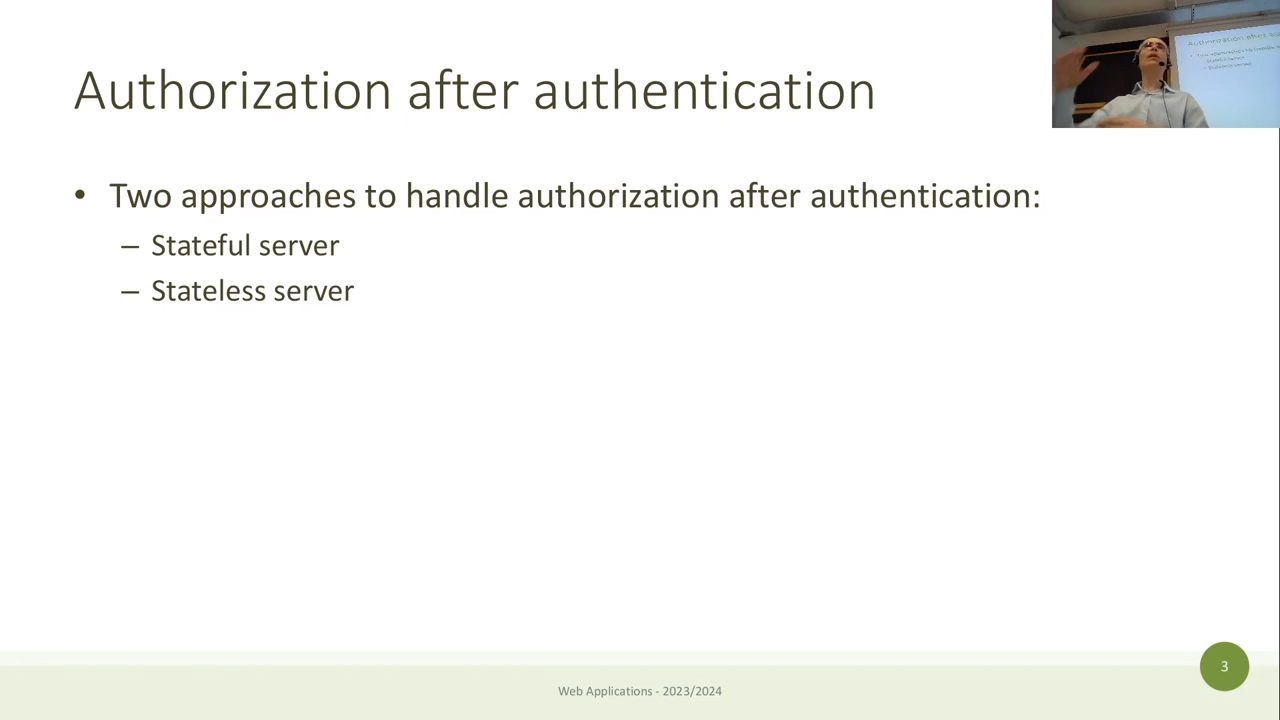 Authorization after authentication
• Two approaches to handle authorization after authentication:
– Stateful server
– Stateless server
3
Web Applications - 2023/2024